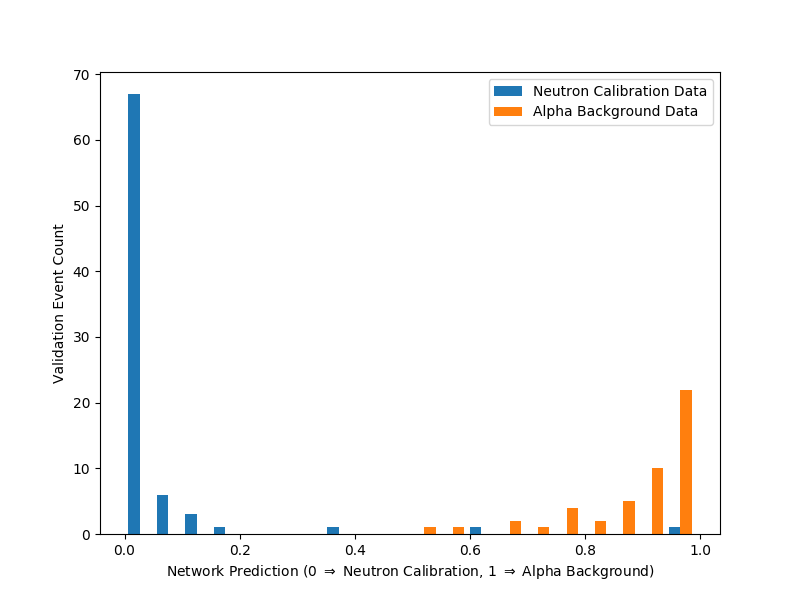 Neutron Calibration Data
Alpha Background Data
70
60
50
40
30
20
10
0
Validation Event Count
0.0 0.2 0.4 0.6 0.8 1.0
Network Prediction (0 ⇒ Neutron Calibration, 1 ⇒ Alpha Background)